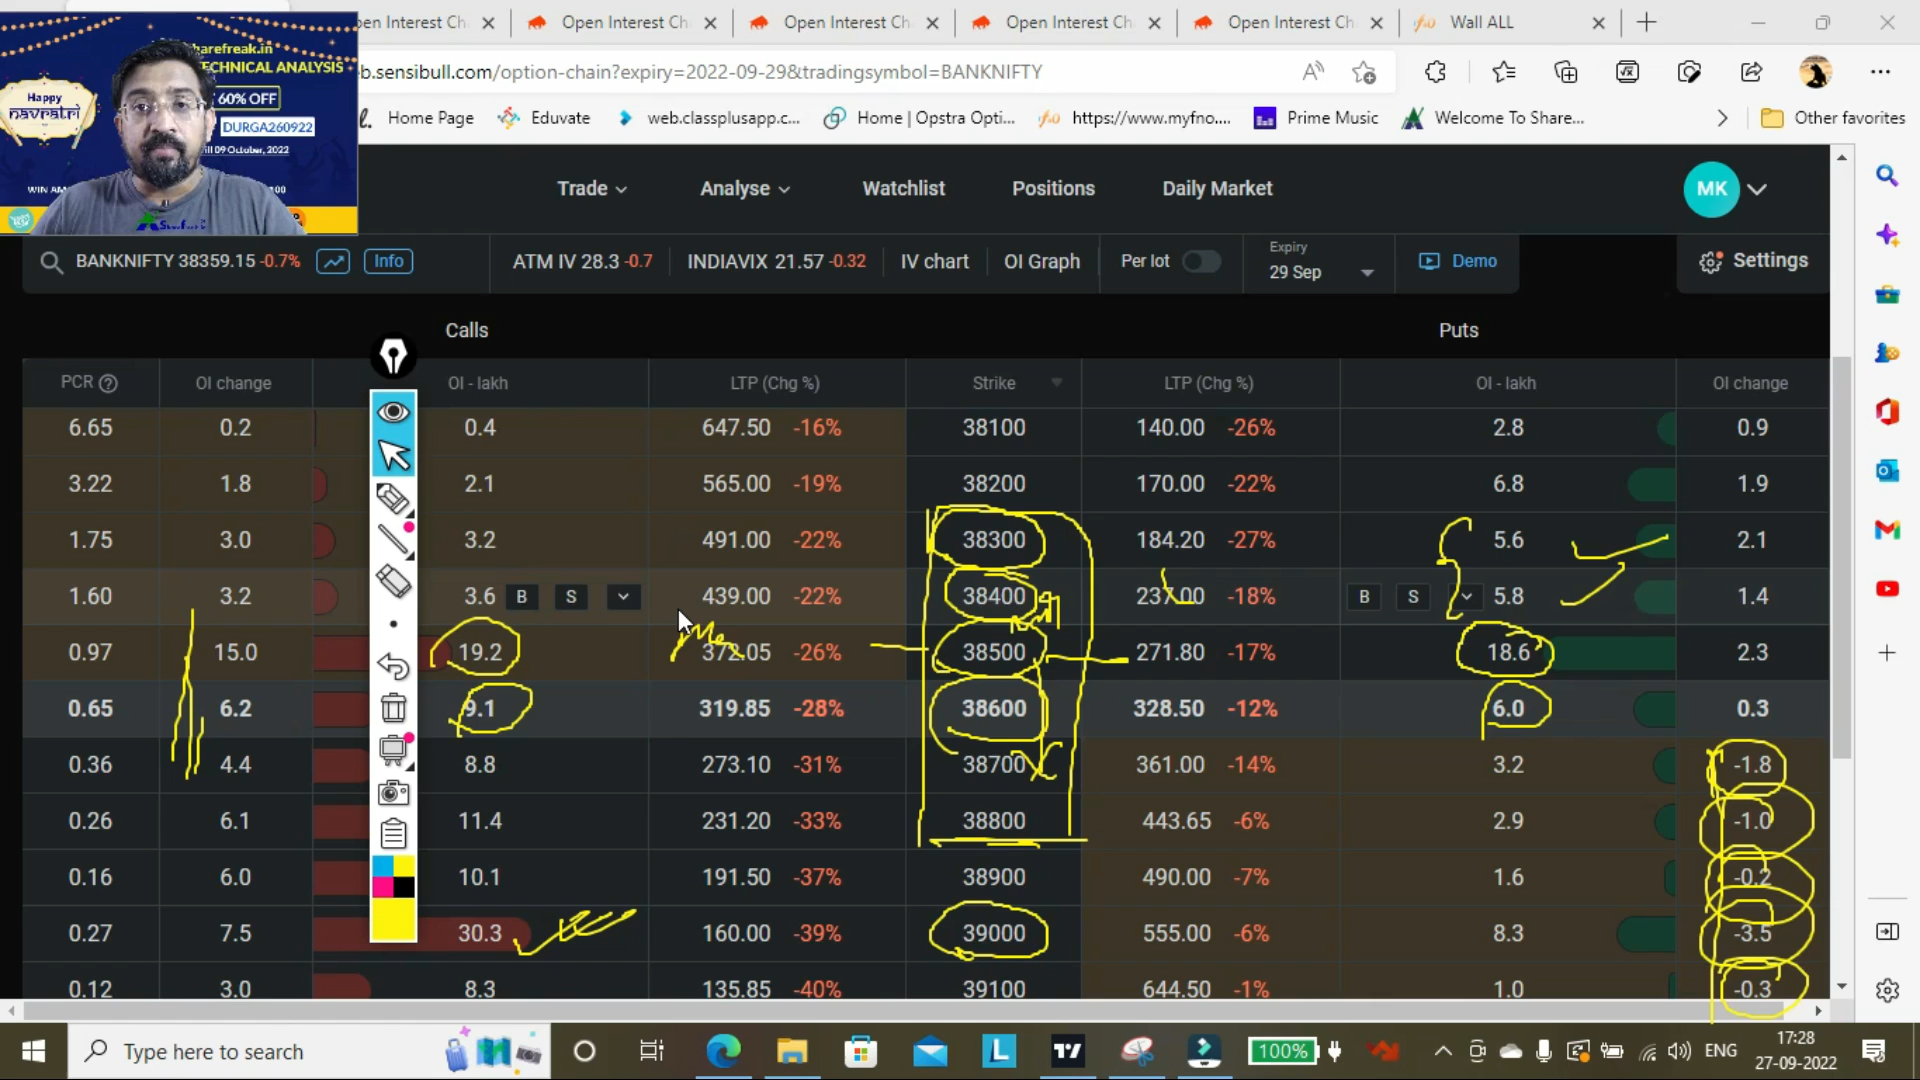 Open Interest Ch
Open Interest Ch
Open Interest Ch
Open Interest Ch
Wall ALL
sharefreak.in
TECHNICAL ANALYSIS
60% OFF
Happy
navratri
DURGA260922
till 09 October, 2022
WIN AM
sensibull.com/option-chain?expiry=2022-09-29&tradingsymbol=BANKNIFTY
Home Page
Eduvate
web.classplusapp.c...
Home | Opstra Opti...
https://www.myfno....
Prime Music
Welcome To Share...
Other favorites
Trade
Analyse
Watchlist
Positions
Daily Market
MK
BANKNIFTY 38359.15 -0.7%
Info
ATM IV 28.3 -0.7
INDIAVIX 21.57 -0.32
IV chart
OI Graph
Per lot
Expiry
29 Sep
Demo
Settings
Calls
Puts
PCR OI change OI - lakh LTP (Chg %) Strike LTP (Chg %) OI - lakh OI change
6.65 0.2 0.4 647.50 -16% 38100 140.00 -26% 2.8 0.9
3.22 1.8 2.1 565.00 -19% 38200 170.00 -22% 6.8 1.9
1.75 3.0 3.2 491.00 -22% 38300 184.20 -27% 5.6 2.1
1.60 3.2 3.6 B S 439.00 -22% 38400 237.00 -18% B S 5.8 1.4
0.97 15.0 19.2 372.05 -26% 38500 271.80 -17% 18.6 2.3
0.65 6.2 9.1 319.85 -28% 38600 328.50 -12% 6.0 0.3
0.36 4.4 8.8 273.10 -31% 38700 361.00 -14% 3.2 -1.8
0.26 6.1 11.4 231.20 -33% 38800 443.65 -6% 2.9 -1.0
0.16 6.0 10.1 191.50 -37% 38900 490.00 -7% 1.6 -0.2
0.27 7.5 30.3 160.00 -39% 39000 555.00 -6% 8.3 -3.5
0.12 3.0 8.3 135.85 -40% 39100 644.50 -1% 1.0 -0.3
Type here to search
100%
ENG
17:28
27-09-2022